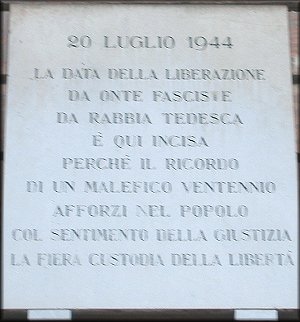 20 LUGLIO 1944
LA DATA DELLA LIBERAZIONE
DA ONTE FASCISTE
DA RABBIA TEDESCA
É QUI INCISA
PERCHÉ IL RICORDO
DI UN MALEFICO VENTENNIO
AFFORZI NEL POPOLO
COL SENTIMENTO DELLA GIUSTIZIA
LA FIERA CUSTODIA DELLA LIBERTÁ